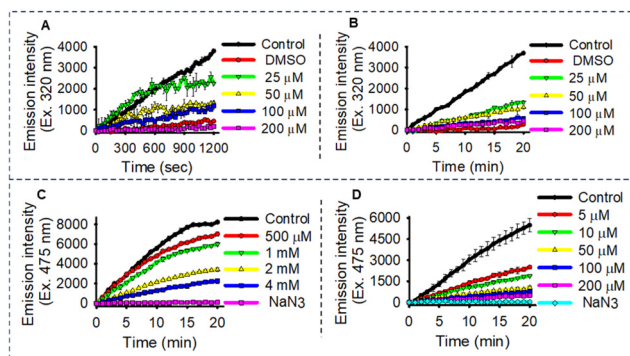 A
Emission intensity
(Ex. 320 nm)
4000
3000
2000
1000
0
0 300 600 900 1200
Time (sec)
Control
DMSO
25 µM
50 µM
100 µM
200 µM
B
Emission intensity
(Ex. 320 nm)
4000
3000
2000
1000
0
0 5 10 15 20
Time (min)
Control
DMSO
25 µM
50 µM
100 µM
200 µM
C
Emission intensity
(Ex. 475 nm)
8000
6000
4000
2000
0
0 5 10 15 20
Time (min)
Control
500 µM
1 mM
2 mM
4 mM
NaN3
D
Emission intensity
(Ex. 475 nm)
6000
4500
3000
1500
0
0 5 10 15 20
Time (min)
Control
5 µM
10 µM
50 µM
100 µM
200 µM
NaN3